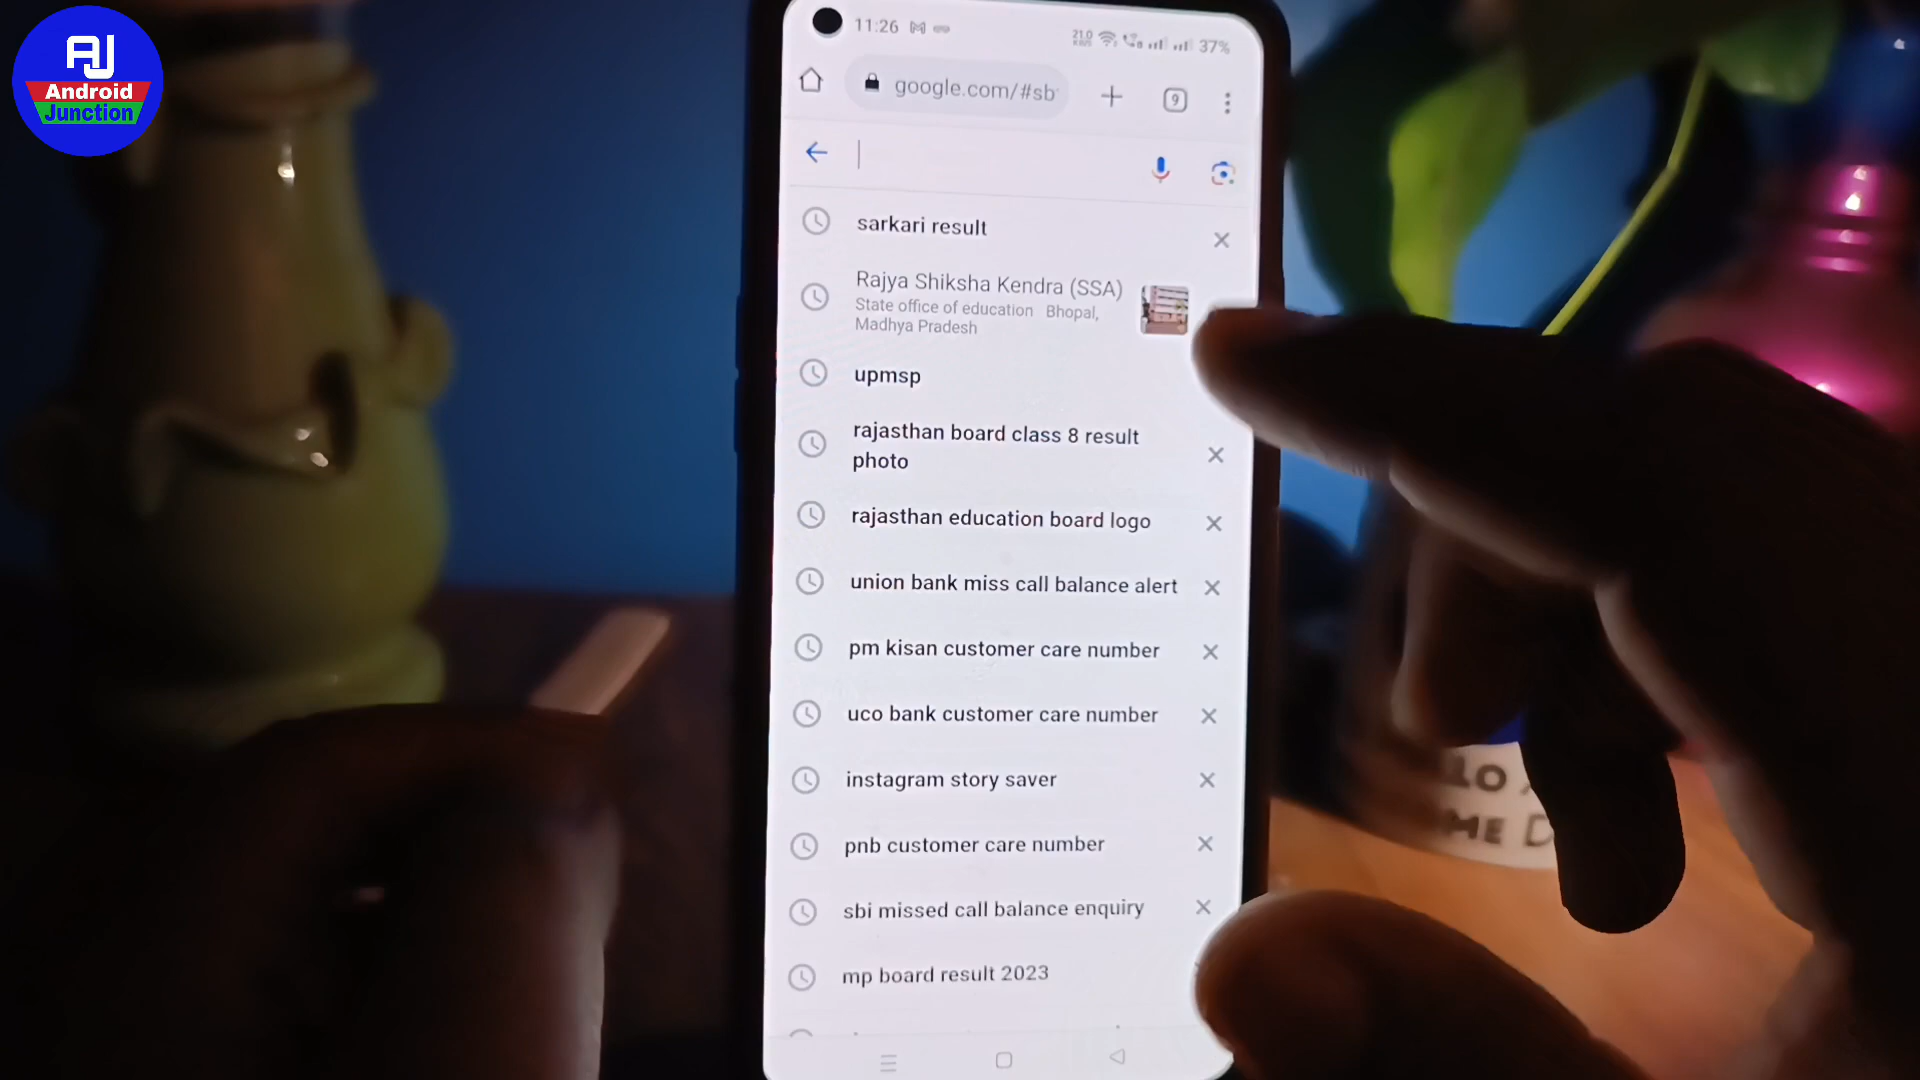 AJ
Android
Junction
11:26
21.0
37%
google.com/#sb
9
sarkari result
Rajya Shiksha Kendra (SSA)
State office of education Bhopal,
Madhya Pradesh
upmsp
rajasthan board class 8 result
photo
rajasthan education board logo
union bank miss call balance alert
pm kisan customer care number
uco bank customer care number
instagram story saver
pnb customer care number
sbi missed call balance enquiry
mp board result 2023